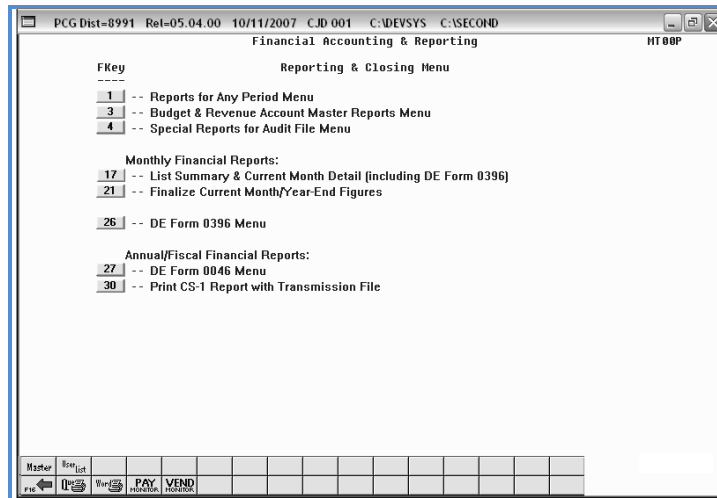 PCG Dist=8991 Rel=05.04.00 10/11/2007 CJD 001 C:\DEVSYS C:\SECOND
Financial Accounting & Reporting MT00P
FKey Reporting & Closing Menu
----
1 -- Reports for Any Period Menu
3 -- Budget & Revenue Account Master Reports Menu
4 -- Special Reports for Audit File Menu
Monthly Financial Reports:
17 -- List Summary & Current Month Detail (including DE Form 0396)
21 -- Finalize Current Month/Year-End Figures
26 -- DE Form 0396 Menu
Annual/Fiscal Financial Reports:
27 -- DE Form 0046 Menu
30 -- Print CS-1 Report with Transmission File
Master User List
F16 Que Word PAY MONITOR VEND MONITOR